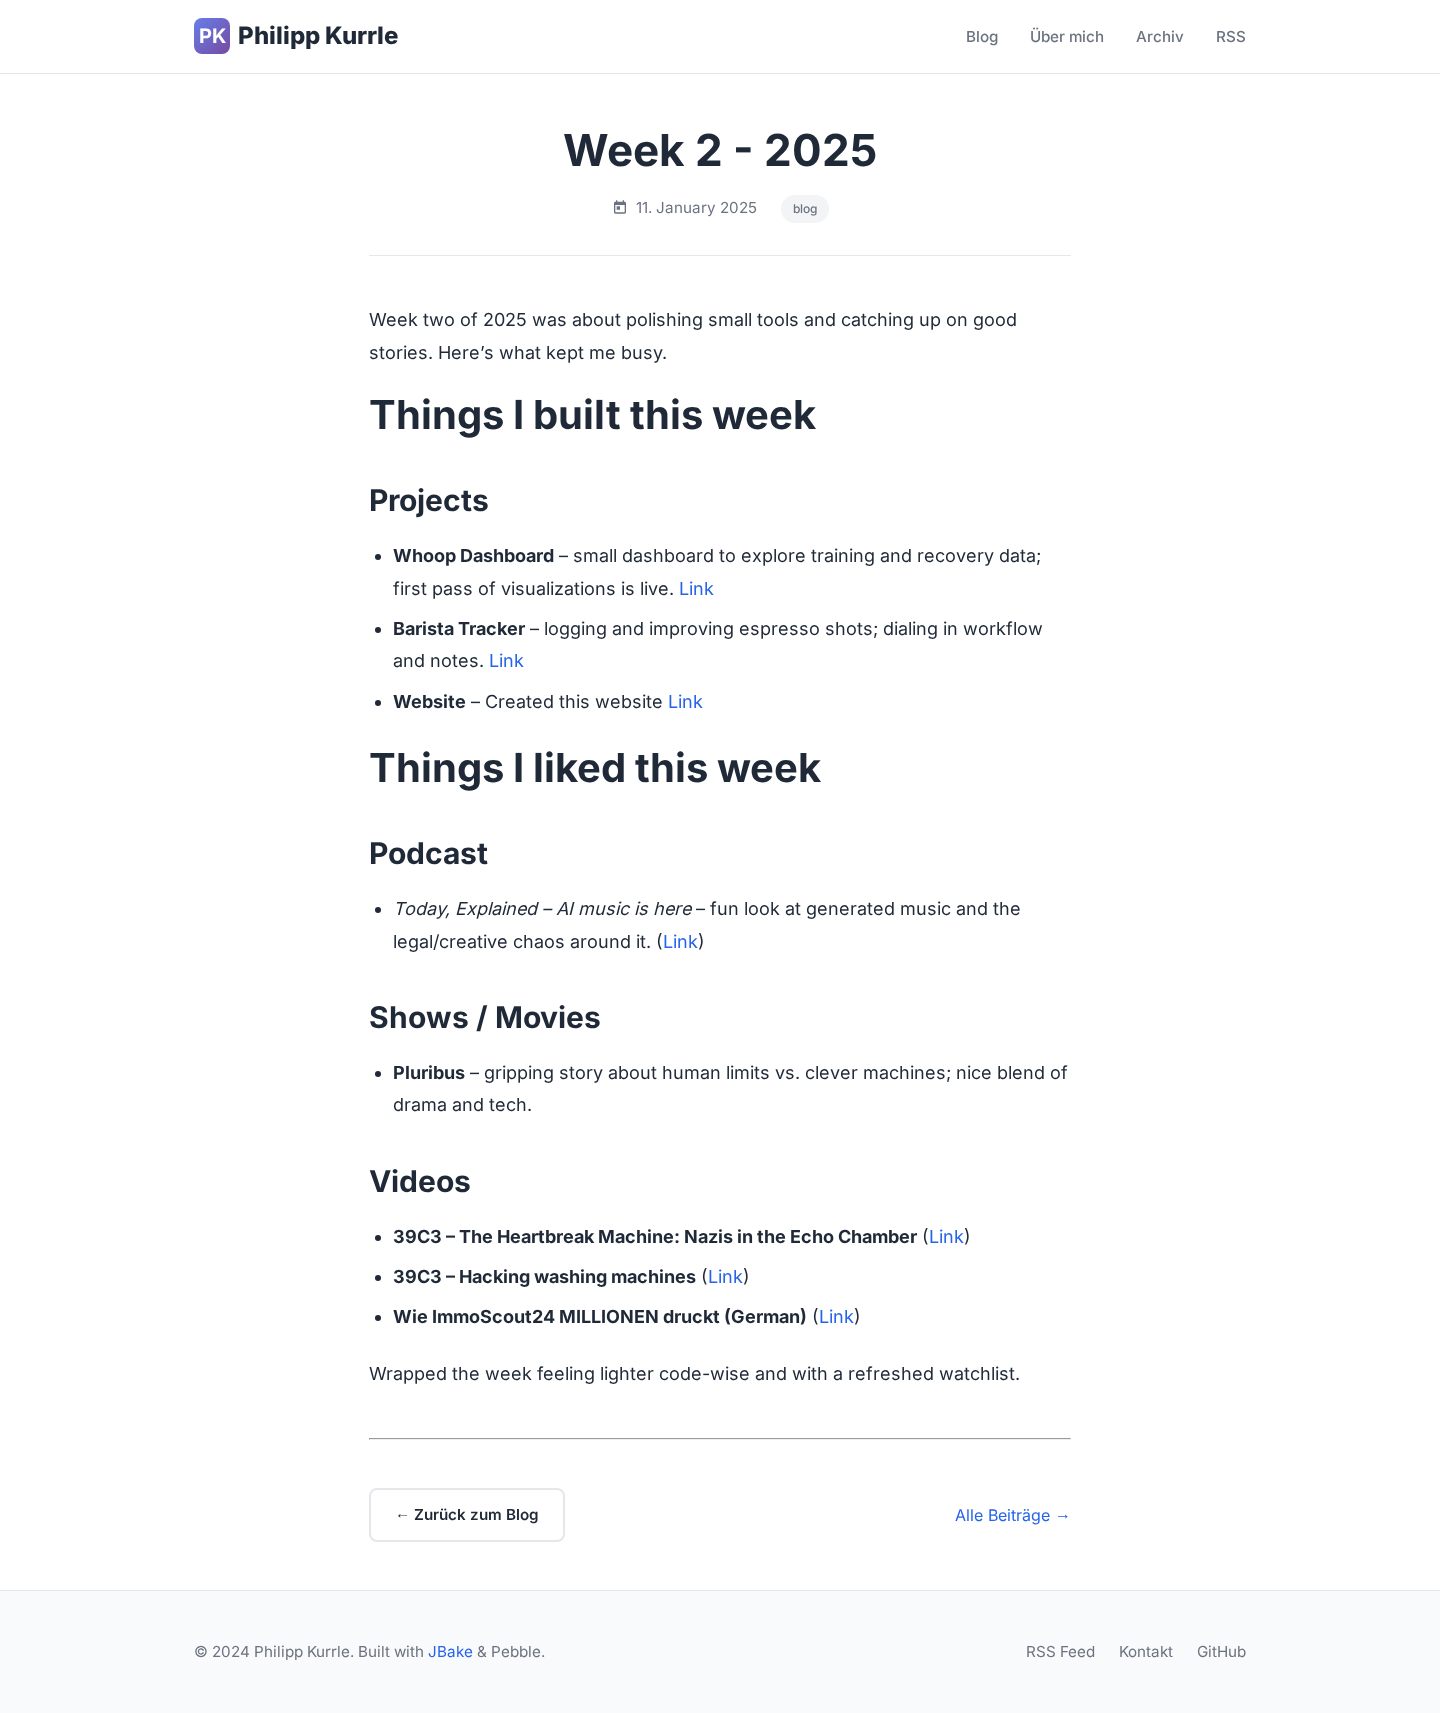 PK Philipp Kurrle
Blog Über mich Archiv RSS
Week 2 - 2025
11. January 2025 blog
Week two of 2025 was about polishing small tools and catching up on good
stories. Here’s what kept me busy.
Things I built this week
Projects
• Whoop Dashboard – small dashboard to explore training and recovery data;
first pass of visualizations is live. Link
• Barista Tracker – logging and improving espresso shots; dialing in workflow
and notes. Link
• Website – Created this website Link
Things I liked this week
Podcast
• Today, Explained – AI music is here – fun look at generated music and the
legal/creative chaos around it. (Link)
Shows / Movies
• Pluribus – gripping story about human limits vs. clever machines; nice blend of
drama and tech.
Videos
• 39C3 – The Heartbreak Machine: Nazis in the Echo Chamber (Link)
• 39C3 – Hacking washing machines (Link)
• Wie ImmoScout24 MILLIONEN druckt (German) (Link)
Wrapped the week feeling lighter code-wise and with a refreshed watchlist.
← Zurück zum Blog Alle Beiträge →
© 2024 Philipp Kurrle. Built with JBake & Pebble. RSS Feed Kontakt GitHub